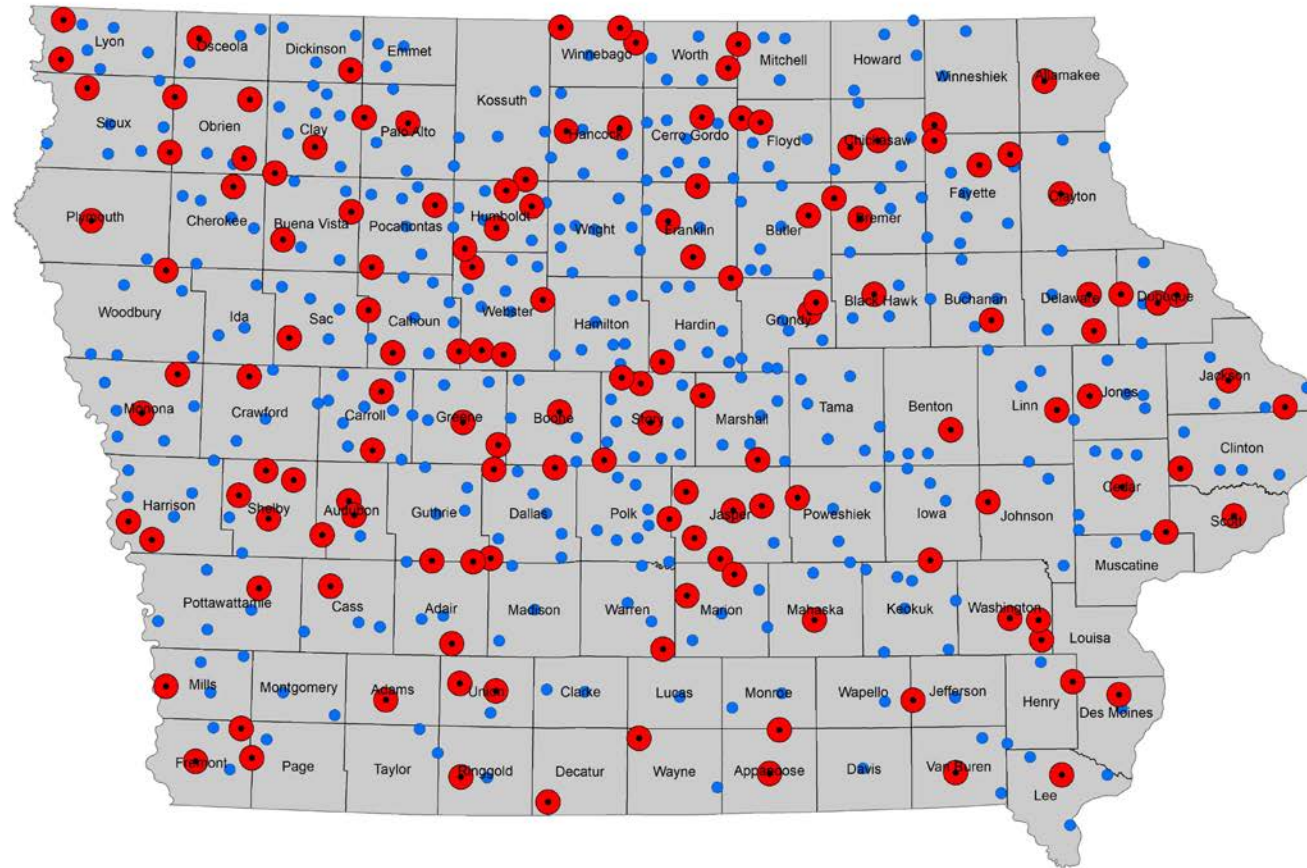 Lyon
Osceola
Dickinson
Emmet
Winnebago
Worth
Mitchell
Howard
Winneshiek
Allamakee
Kossuth
Sioux
Obrien
Clay
Palo Alto
Hancock
Cerro Gordo
Floyd
Chickasaw
Fayette
Clayton
Plymouth
Cherokee
Buena Vista
Pocahontas
Humboldt
Wright
Franklin
Butler
Bremer
Woodbury
Ida
Sac
Calhoun
Webster
Hamilton
Hardin
Grundy
Black Hawk
Buchanan
Delaware
Dubuque
Monona
Crawford
Carroll
Greene
Boone
Story
Marshall
Tama
Benton
Linn
Jones
Jackson
Clinton
Harrison
Shelby
Audubon
Guthrie
Dallas
Polk
Jasper
Poweshiek
Iowa
Johnson
Cedar
Scott
Muscatine
Pottawattamie
Cass
Adair
Madison
Warren
Marion
Mahaska
Keokuk
Washington
Louisa
Mills
Montgomery
Adams
Union
Clarke
Lucas
Monroe
Wapello
Jefferson
Henry
Des Moines
Fremont
Page
Taylor
Ringgold
Decatur
Wayne
Appanoose
Davis
Van Buren
Lee